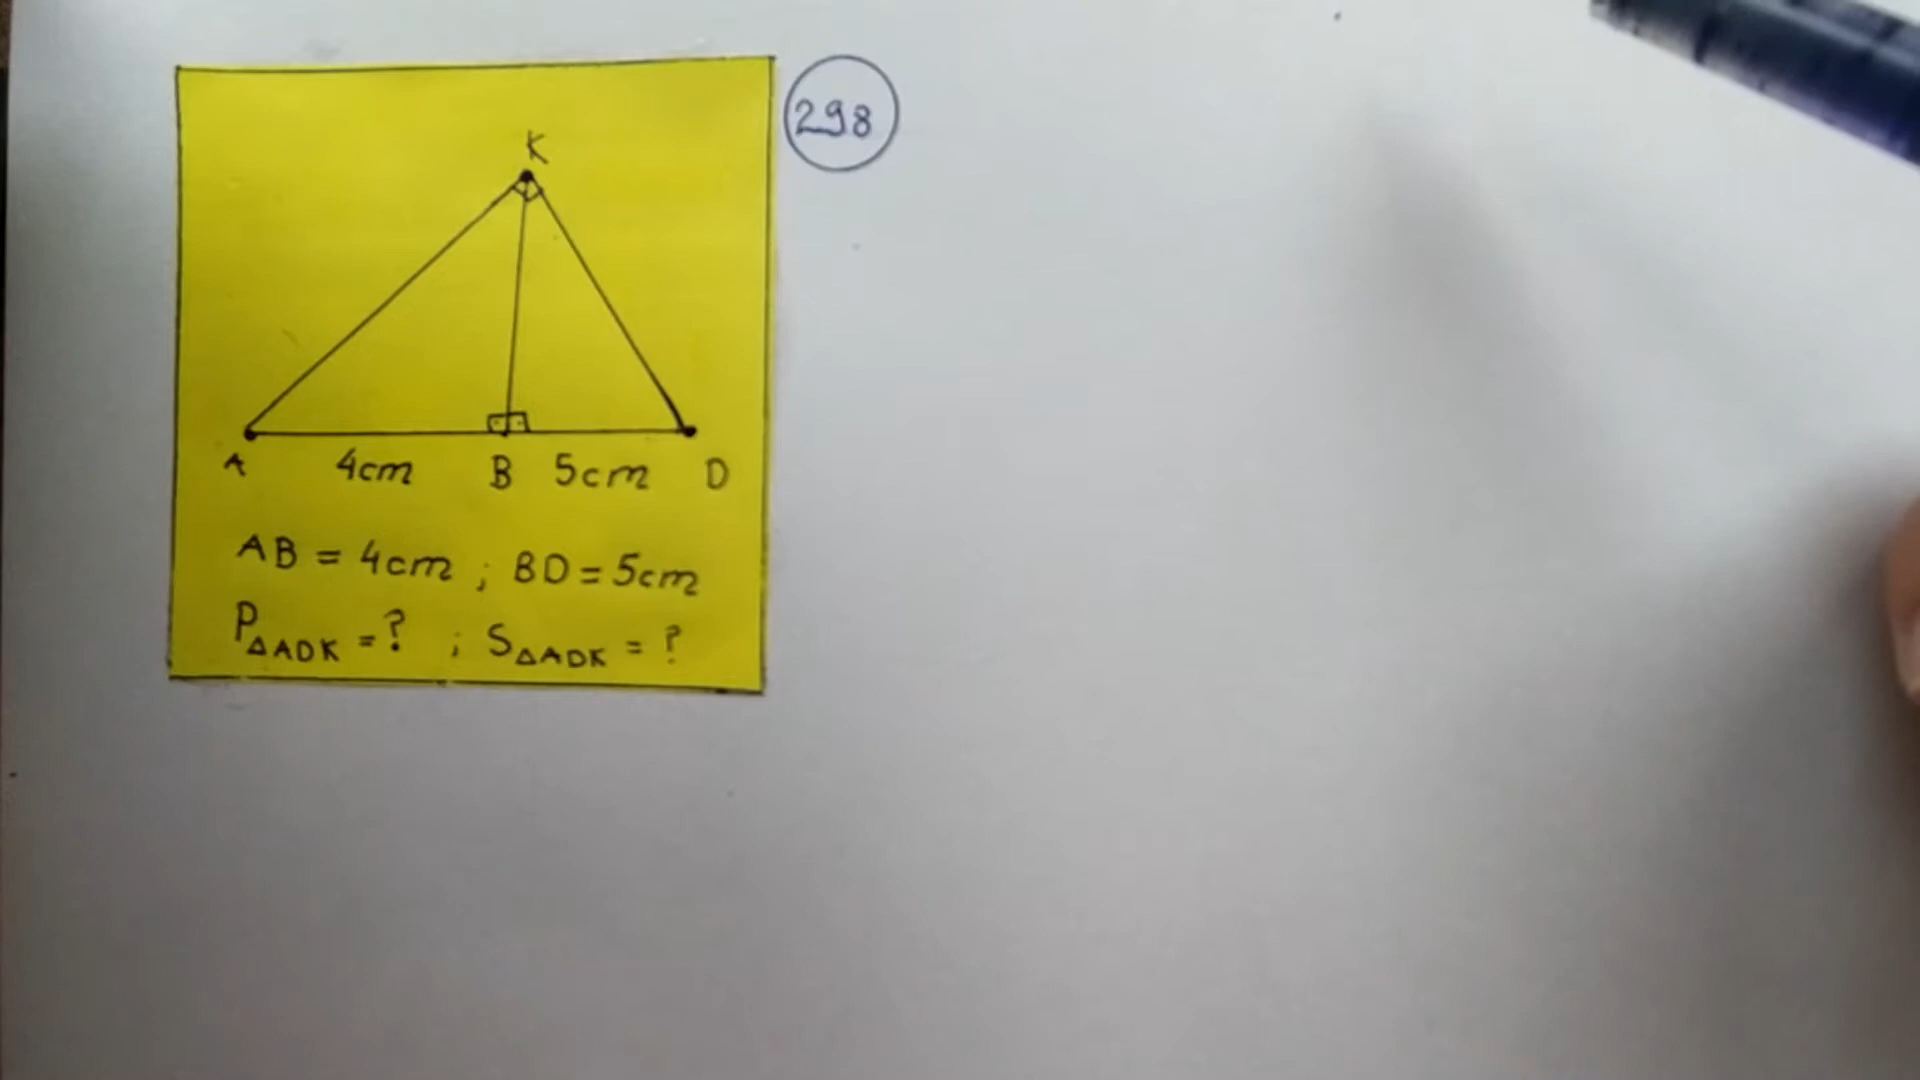 298
K
A 4cm B 5cm D
AB = 4cm ; BD = 5cm
P△ADK = ? ; S△ADK = ?